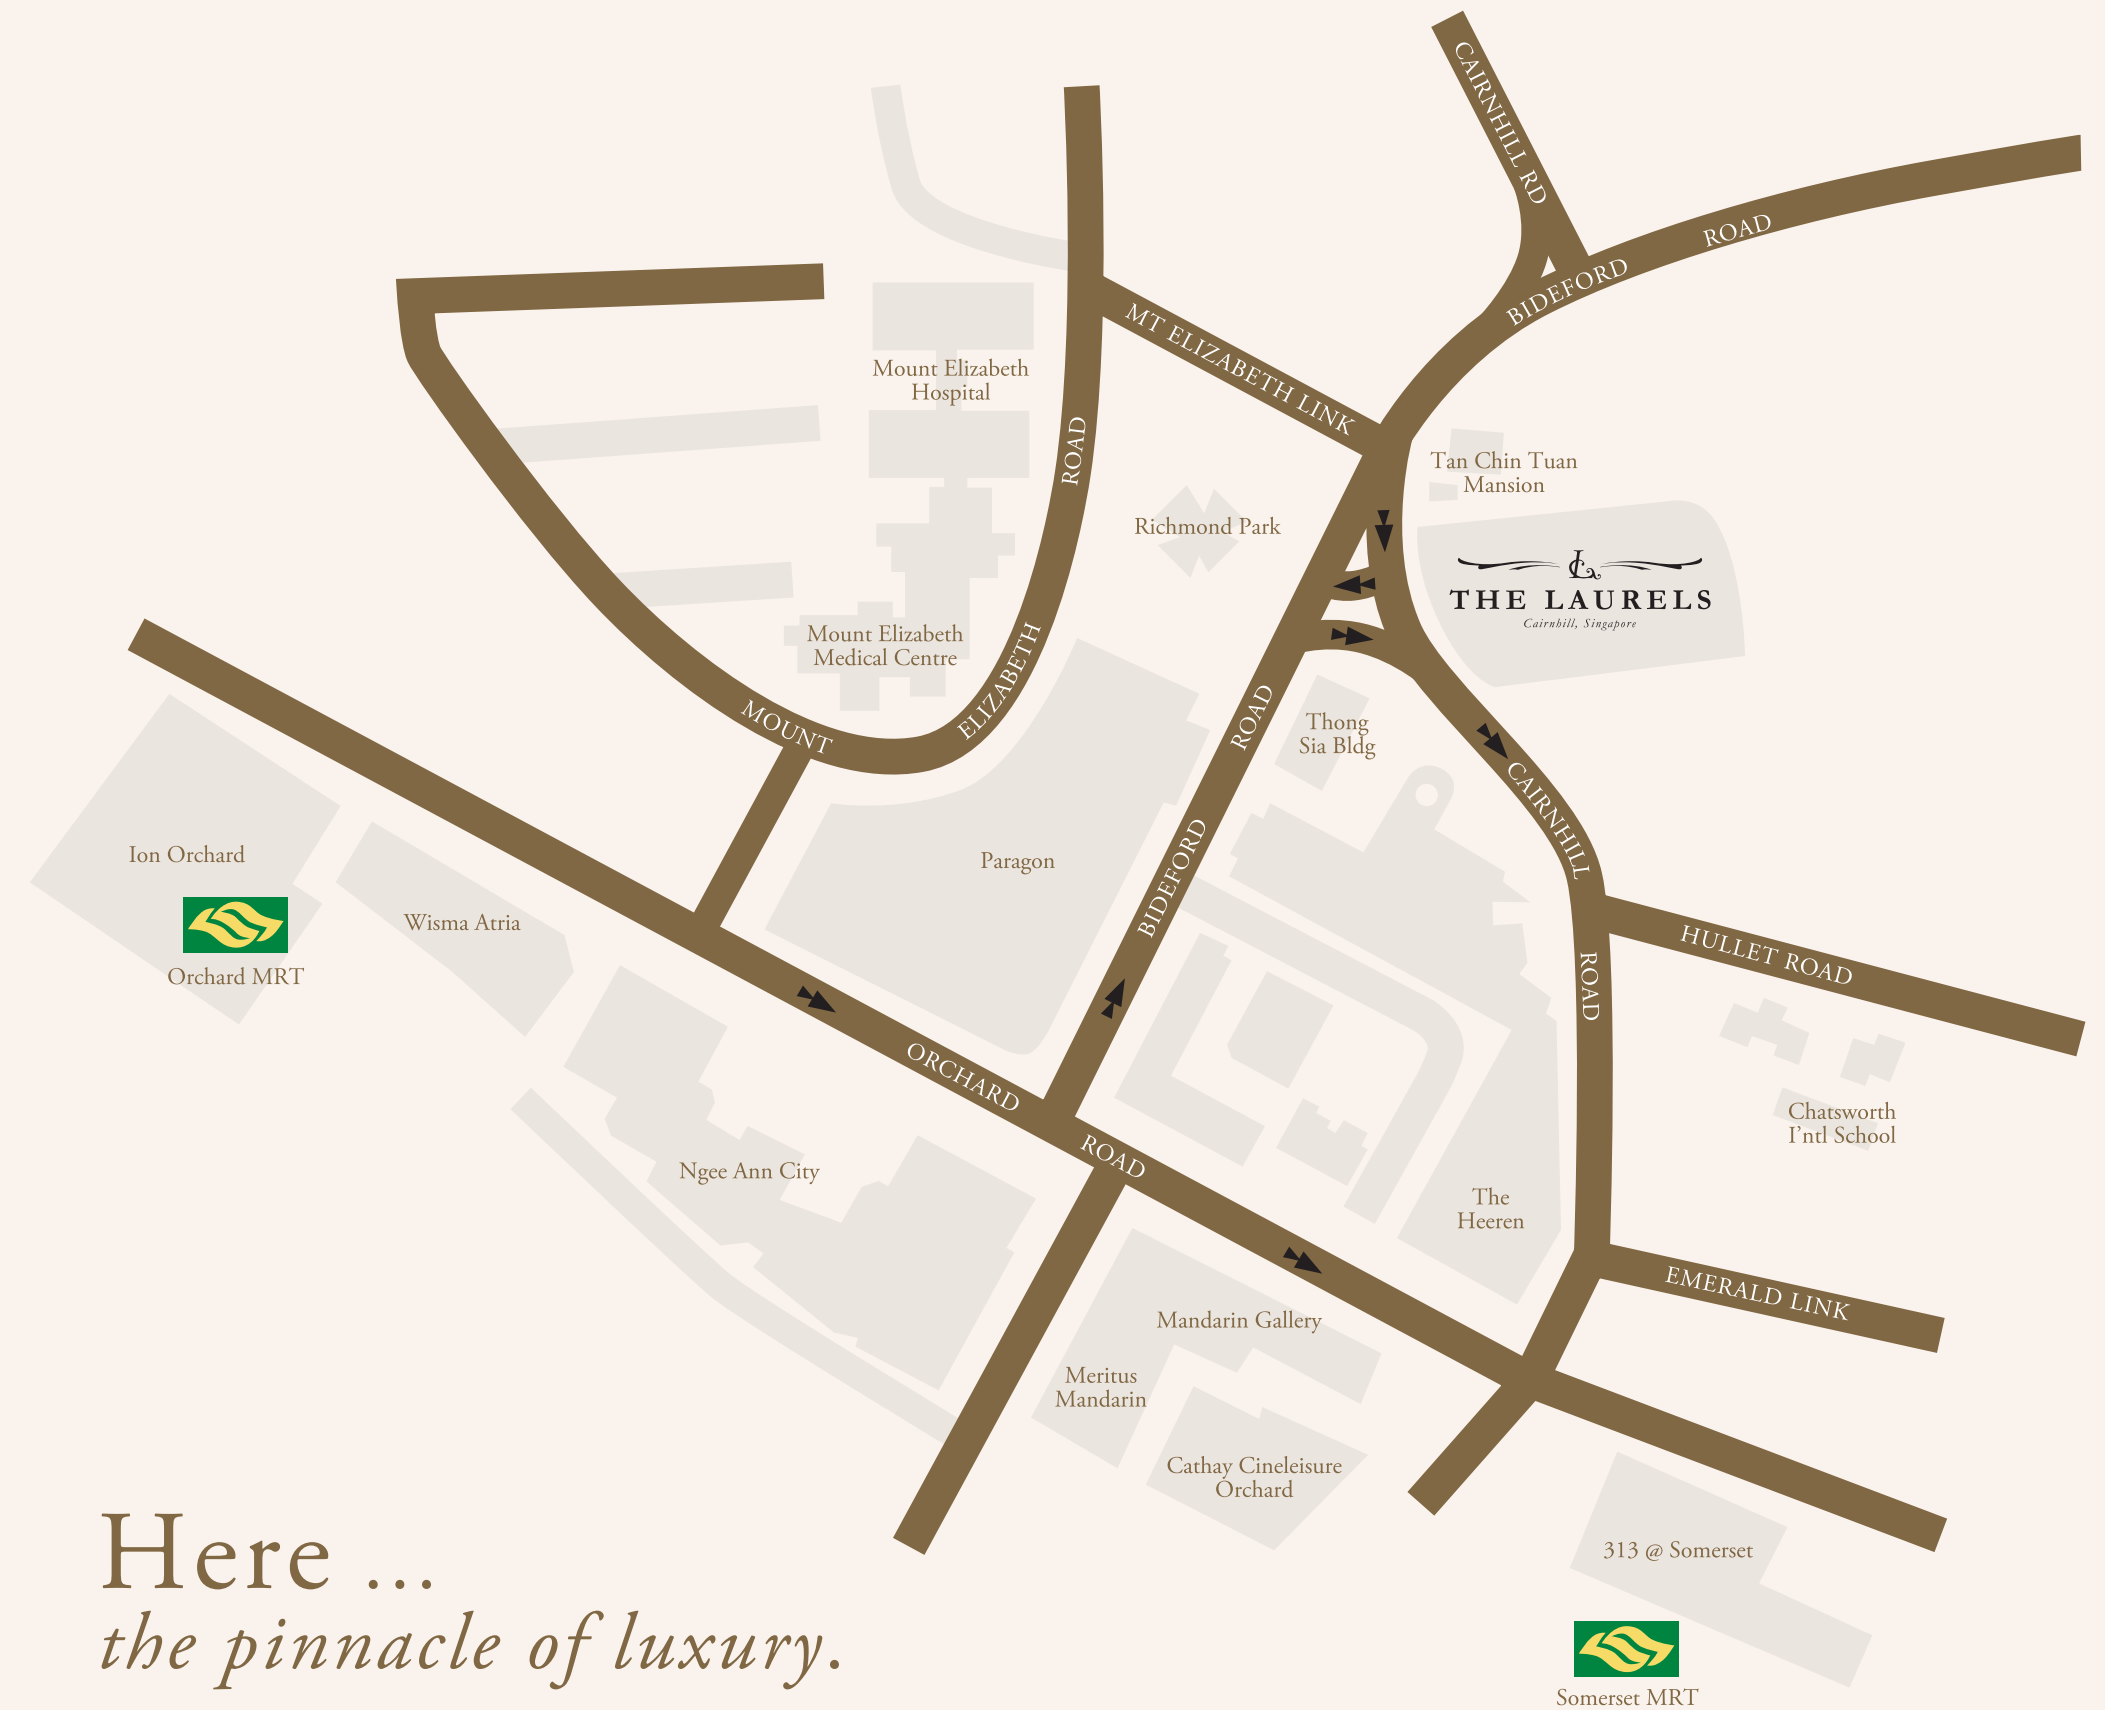 CAIRNHILL RD
BIDEFORD ROAD
MT ELIZABETH LINK
Mount Elizabeth
Hospital
Tan Chin Tuan
Mansion
Richmond Park
THE LAURELS
Cairnhill, Singapore
Mount Elizabeth
Medical Centre
MOUNT ELIZABETH ROAD
Thong
Sia Bldg
BIDEFORD ROAD
CAIRNHILL ROAD
Ion Orchard
Paragon
Wisma Atria
Orchard MRT
HULLET ROAD
ORCHARD ROAD
Chatsworth
I’ntl School
Ngee Ann City
The
Heeren
EMERALD LINK
Mandarin Gallery
Meritus
Mandarin
Cathay Cineleisure
Orchard
313 @ Somerset
Somerset MRT
Here ...
the pinnacle of luxury.